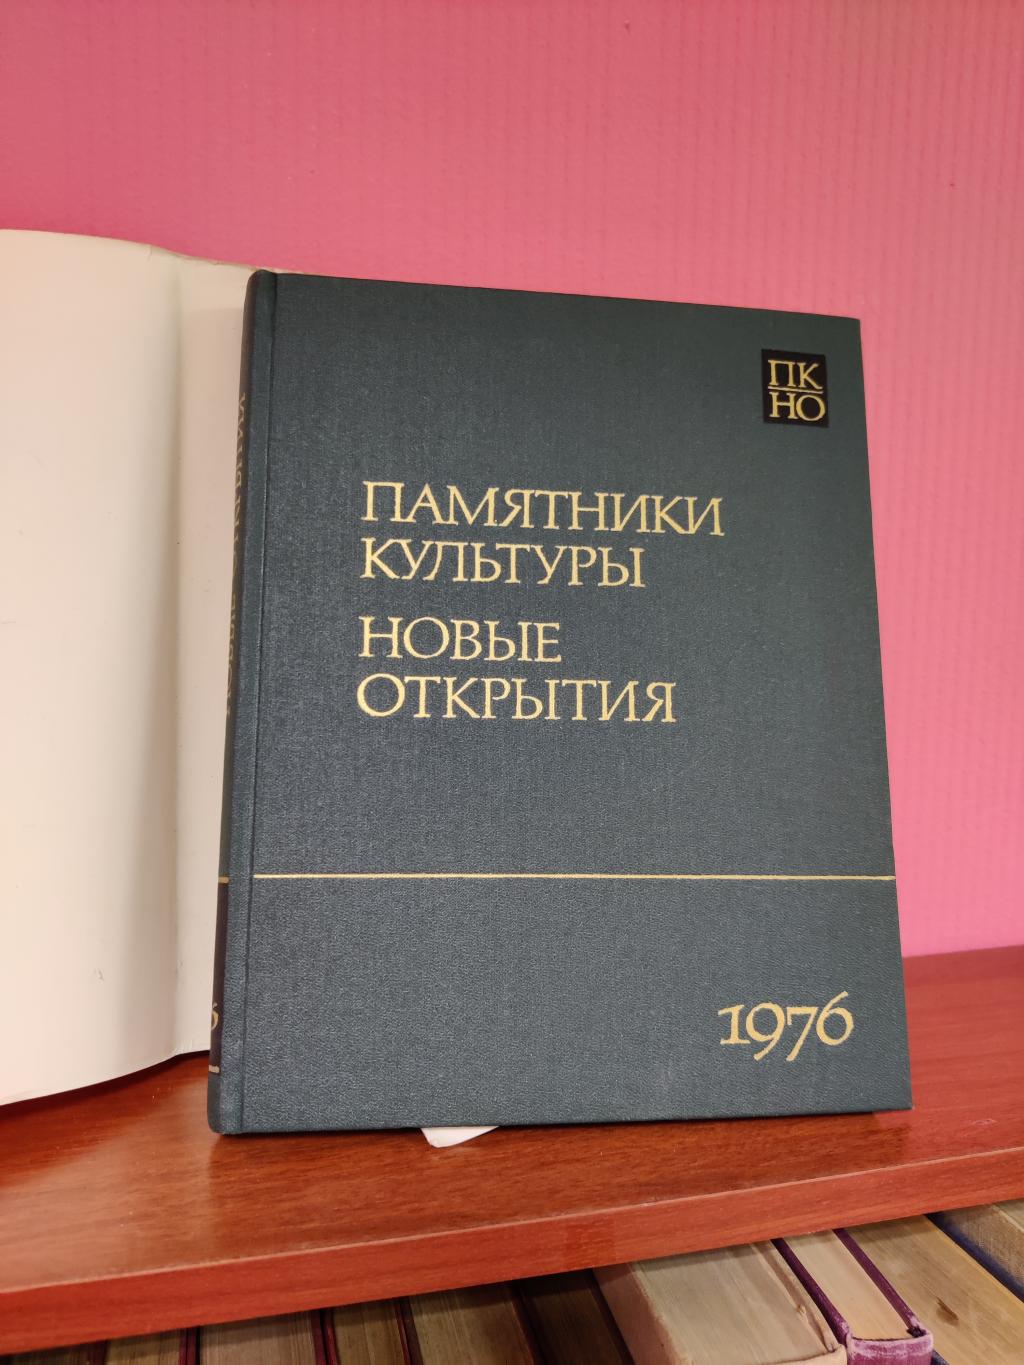 ПК
НО
ПАМЯТНИКИ
КУЛЬТУРЫ
НОВЫЕ
ОТКРЫТИЯ
1976